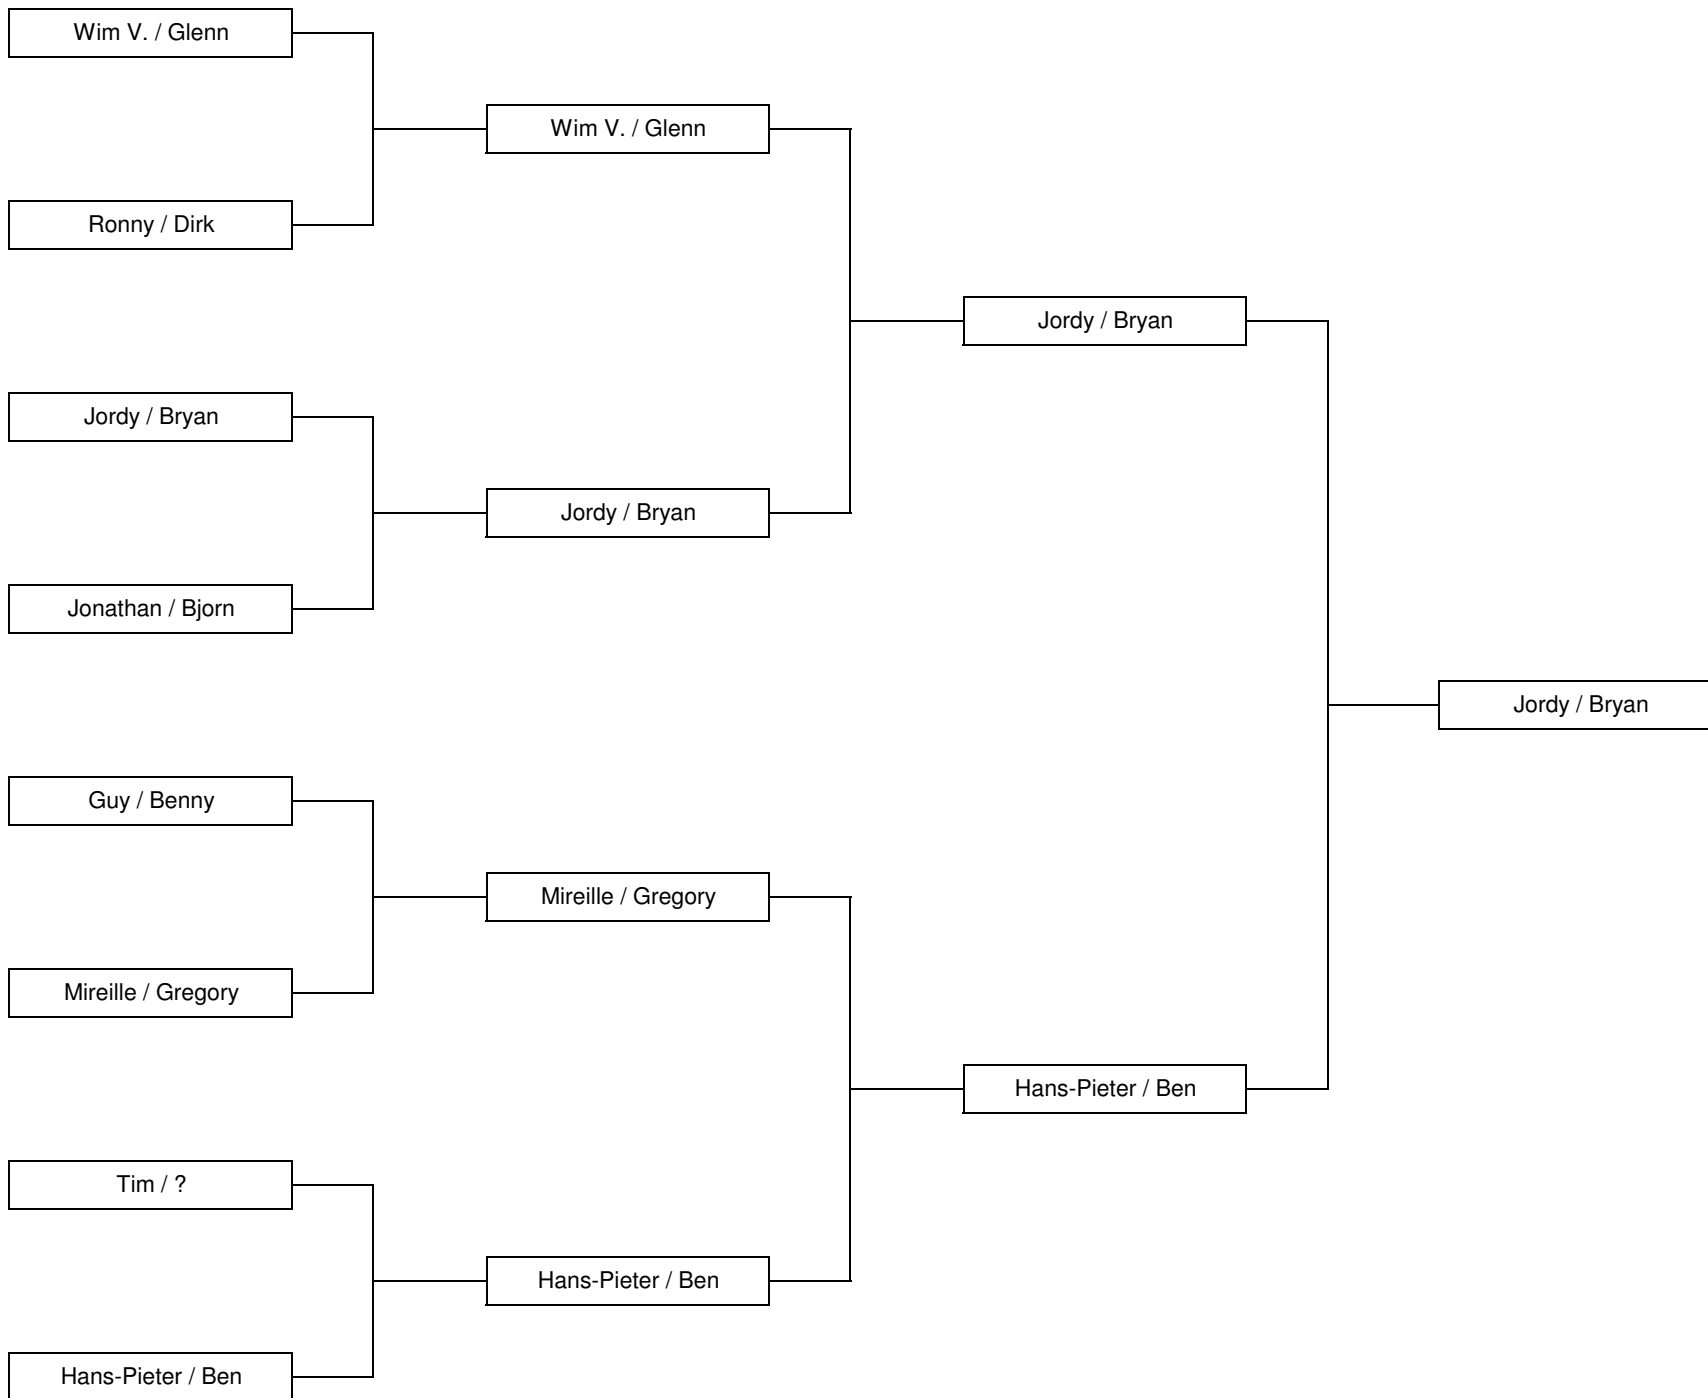 Wim V. / Glenn
Wim V. / Glenn
Ronny / Dirk
Jordy / Bryan
Jordy / Bryan
Jordy / Bryan
Jonathan / Bjorn
Jordy / Bryan
Guy / Benny
Mireille / Gregory
Mireille / Gregory
Hans-Pieter / Ben
Tim / ?
Hans-Pieter / Ben
Hans-Pieter / Ben